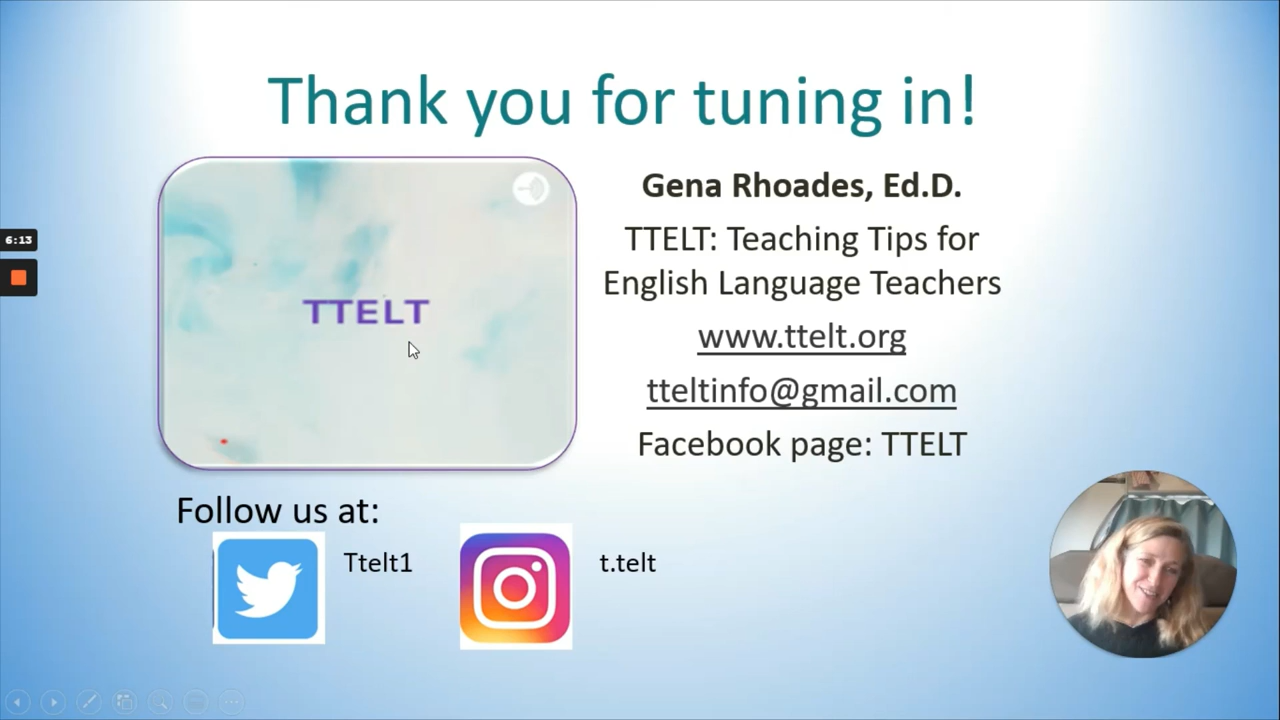 Thank you for tuning in!
6:13
TTELT
Gena Rhoades, Ed.D.
TTELT: Teaching Tips for
English Language Teachers
www.ttelt.org
tteltinfo@gmail.com
Facebook page: TTELT
Follow us at:
Ttelt1
t.telt